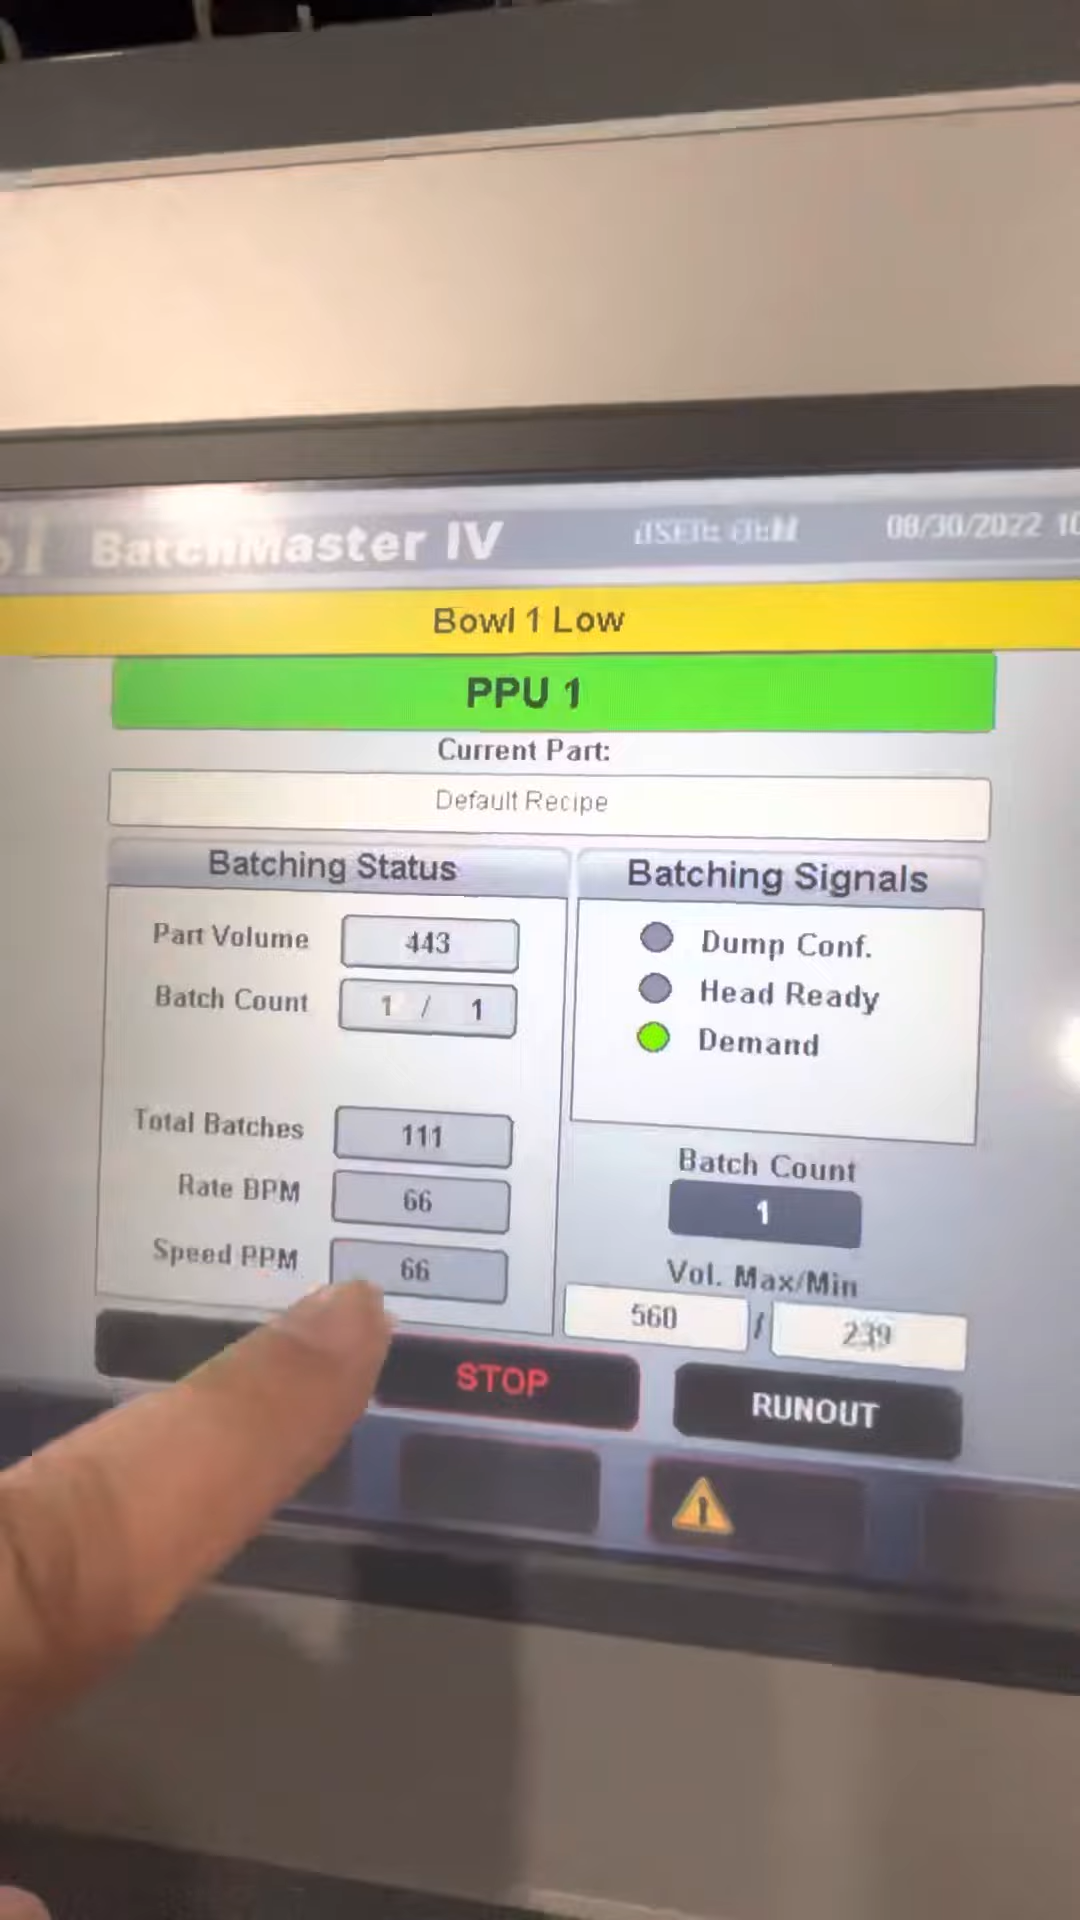 BatchMaster IV
08/30/2022 10
Bowl 1 Low
PPU 1
Current Part:
Default Recipe
Batching Status
Part Volume 443
Batch Count 1 / 1
Total Batches 111
Rate BPM 66
Speed PPM 66
Batching Signals
Dump Conf.
Head Ready
Demand
Batch Count
1
Vol. Max/Min
560 / 239
STOP
RUNOUT